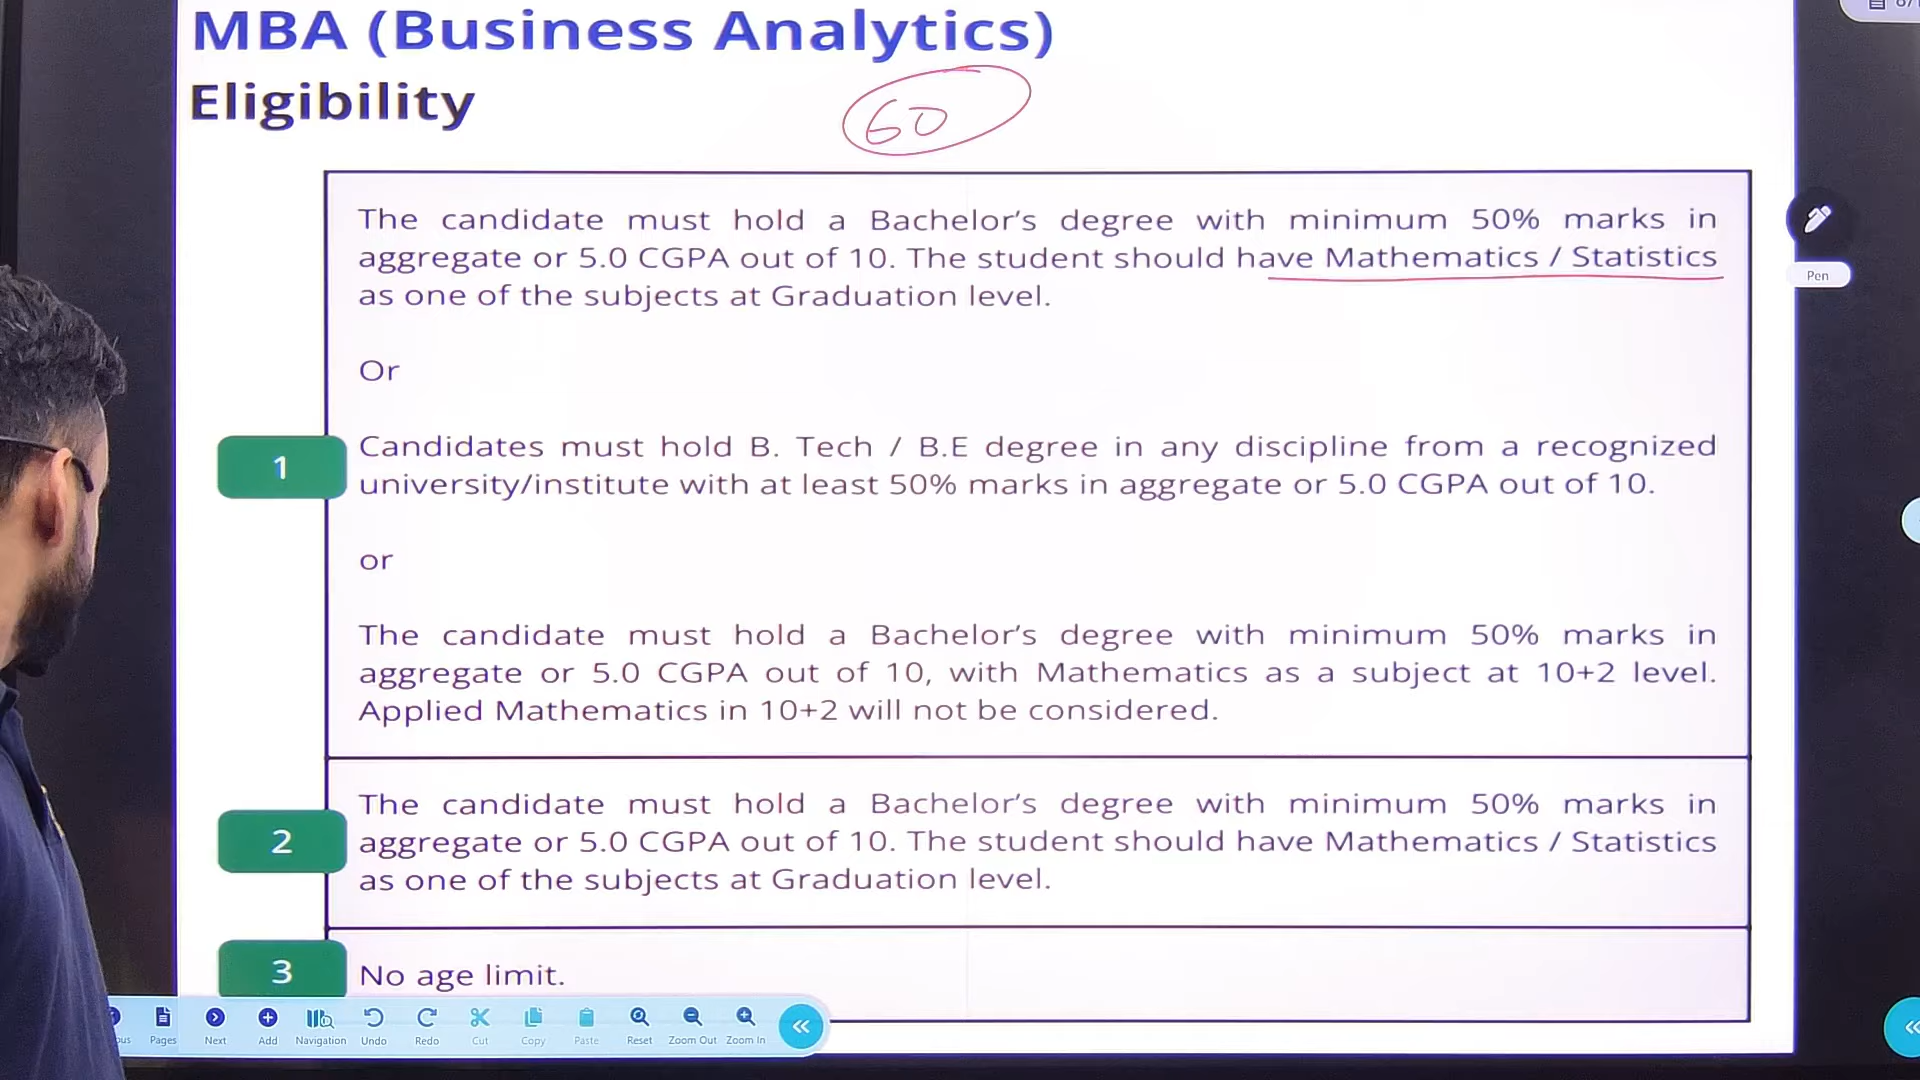 MBA (Business Analytics)
Eligibility
60
The candidate must hold a Bachelor's degree with minimum 50% marks in
aggregate or 5.0 CGPA out of 10. The student should have Mathematics / Statistics
as one of the subjects at Graduation level.
Or
Candidates must hold B. Tech / B.E degree in any discipline from a recognized
1
university/institute with at least 50% marks in aggregate or 5.0 CGPA out of 10.
or
The candidate must hold a Bachelor's degree with minimum 50% marks in
aggregate or 5.0 CGPA out of 10, with Mathematics as a subject at 10+2 level.
Applied Mathematics in 10+2 will not be considered.
The candidate must hold a Bachelor's degree with minimum 50% marks in
2
aggregate or 5.0 CGPA out of 10. The student should have Mathematics / Statistics
as one of the subjects at Graduation level.
3
No age limit.
Pen
Pages Next Add Navigation Undo Redo Cut Copy Paste Reset Zoom Out Zoom In